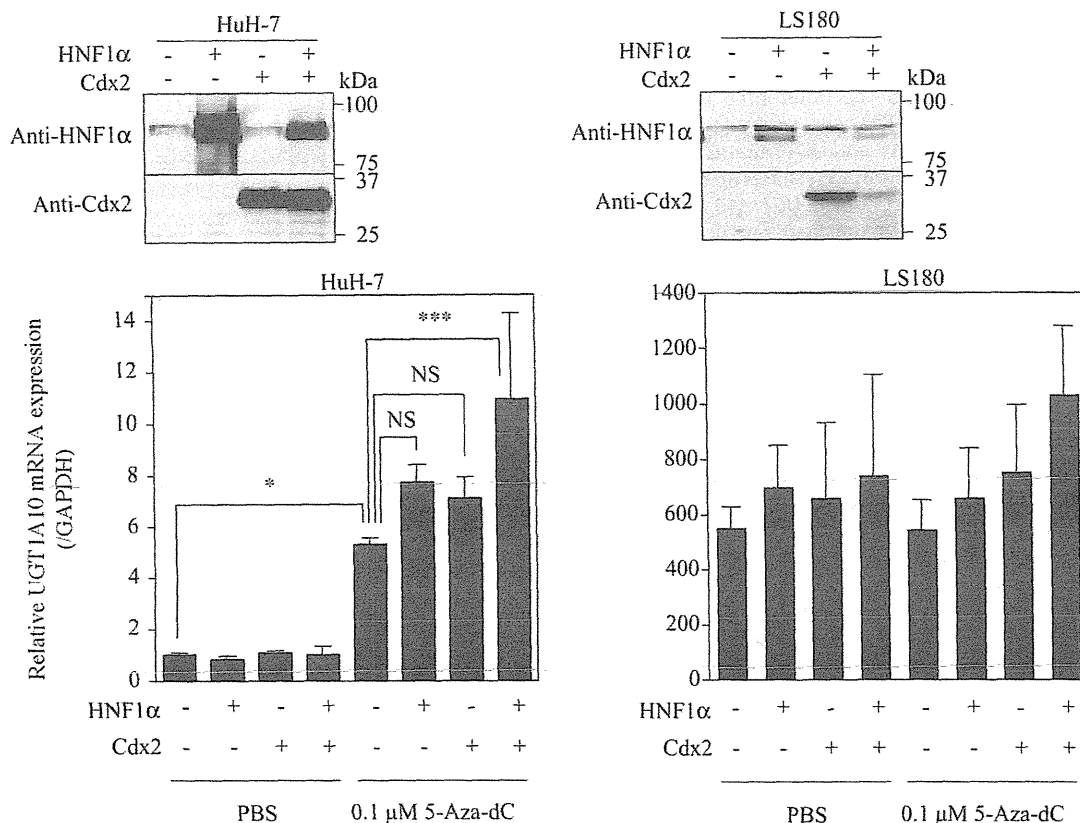 HuH-7
HNF1α - + - +
Cdx2 - - + + kDa
Anti-HNF1α
100
75
Anti-Cdx2
37
25
LS180
HNF1α - + - +
Cdx2 - - + + kDa
Anti-HNF1α
100
75
Anti-Cdx2
37
25
HuH-7
Relative UGT1A10 mRNA expression
(/GAPDH)
14
12
10
8
6
4
2
0
*
NS
NS
***
HNF1α - + - + - + - +
Cdx2 - - + + - - + +
PBS 0.1 µM 5-Aza-dC
LS180
1400
1200
1000
800
600
400
200
0
HNF1α - + - + - + - +
Cdx2 - - + + - - + +
PBS 0.1 µM 5-Aza-dC